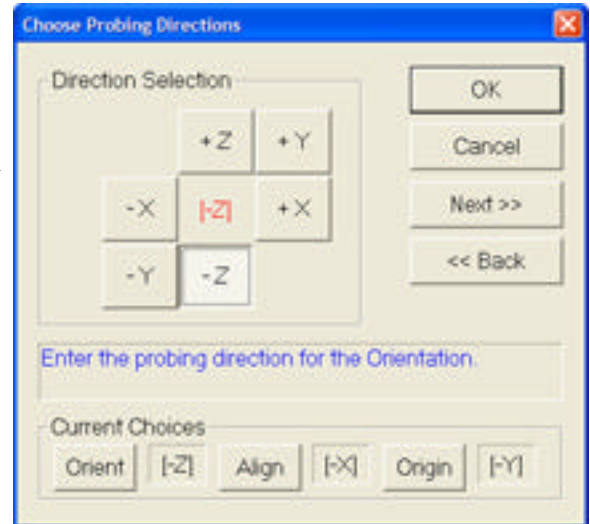 Choose Probing Directions
Direction Selection
OK
+Z +Y
Cancel
-X [-Z] +X
Next >>
-Y -Z
<< Back
Enter the probing direction for the Orientation.
Current Choices
Orient [-Z] Align [-X] Origin [-Y]